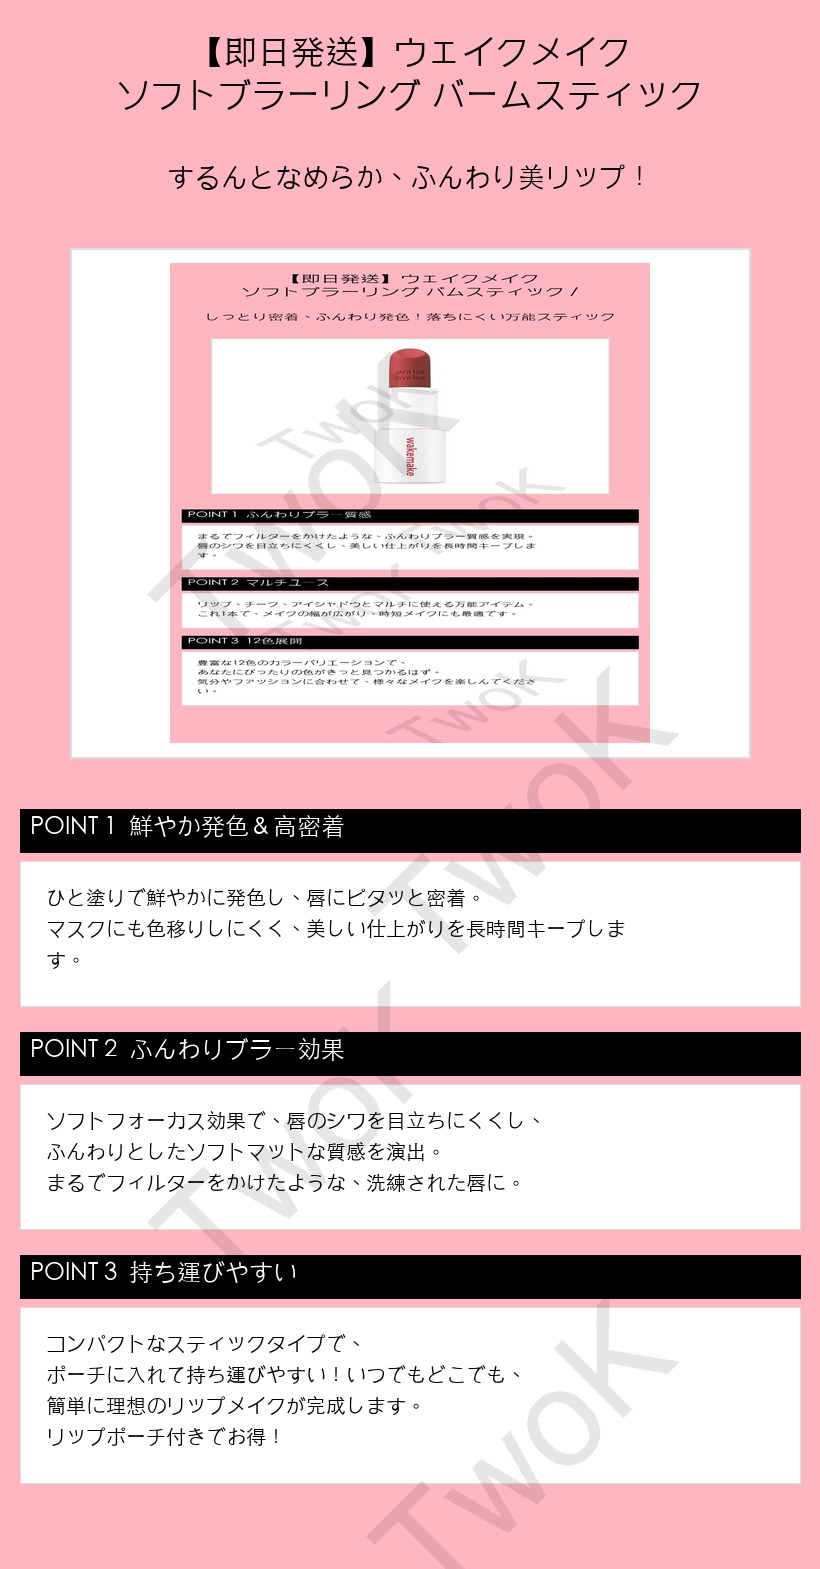 【即日発送】ウェイクメイク
ソフトブラーリング バームスティック
するんとなめらか、ふんわり美リップ！
【即日発送】ウェイクメイク
ソフトブラーリング バムスティック /
しっとり密着、ふんわり発色！落ちにくい万能スティック
wake
make
wakemake
POINT 1 ふんわりブラー質感
まるでフィルターをかけたような、ふんわりブラー質感を実現。
唇のシワを目立ちにくくし、美しい仕上がりを長時間キープしま
す。
POINT 2 マルチユース
リップ、チーク、アイシャドウとマルチに使える万能アイテム。
これ1本で、メイクの幅が広がり、時短メイクにも最適です。
POINT 3 12色展開
豊富な12色のカラーバリエーションで、
あなたにぴったりの色がきっと見つかるはず。
気分やファッションに合わせて、様々なメイクを楽しんでくださ
い。
TwoK
TwoK
TwoK
TwoK
TwoK
POINT 1 鮮やか発色＆高密着
ひと塗りで鮮やかに発色し、唇にピタッと密着。
マスクにも色移りしにくく、美しい仕上がりを長時間キープしま
す。
TwoK
POINT 2 ふんわりブラー効果
ソフトフォーカス効果で、唇のシワを目立ちにくくし、
ふんわりとしたソフトマットな質感を演出。
まるでフィルターをかけたような、洗練された唇に。
TwoK
POINT 3 持ち運びやすい
コンパクトなスティックタイプで、
ポーチに入れて持ち運びやすい！いつでもどこでも、
簡単に理想のリップメイクが完成します。
リップポーチ付きでお得！
TwoK